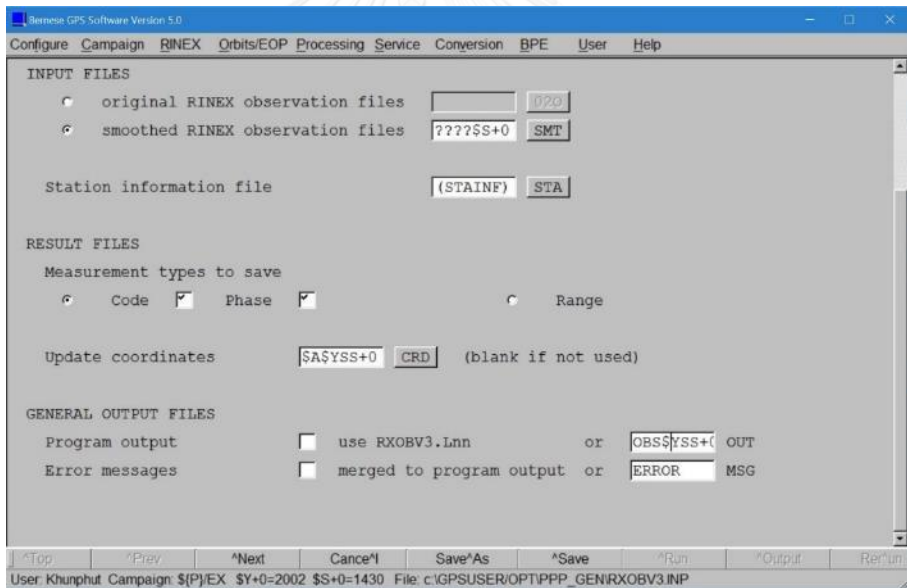 Bernese GPS Software Version 5.0
Configure Campaign RINEX Orbits/EOP Processing Service Conversion BPE User Help
INPUT FILES
original RINEX observation files 02O
smoothed RINEX observation files ????$S+0 SMT
Station information file (STAINF) STA
RESULT FILES
Measurement types to save
Code Phase Range
Update coordinates $A$YSS+0 CRD (blank if not used)
GENERAL OUTPUT FILES
Program output use RXOBV3.Lnn or OBS$YSS+0 OUT
Error messages merged to program output or ERROR MSG
^Top ^Prev ^Next Cance^l Save^As ^Save ^Run ^Output Rer^un
User: Khunphut Campaign: ${P}/EX $Y+0=2002 $S+0=1430 File: c:\GPSUSER/OPT\PPP_GEN\RXOBV3.INP